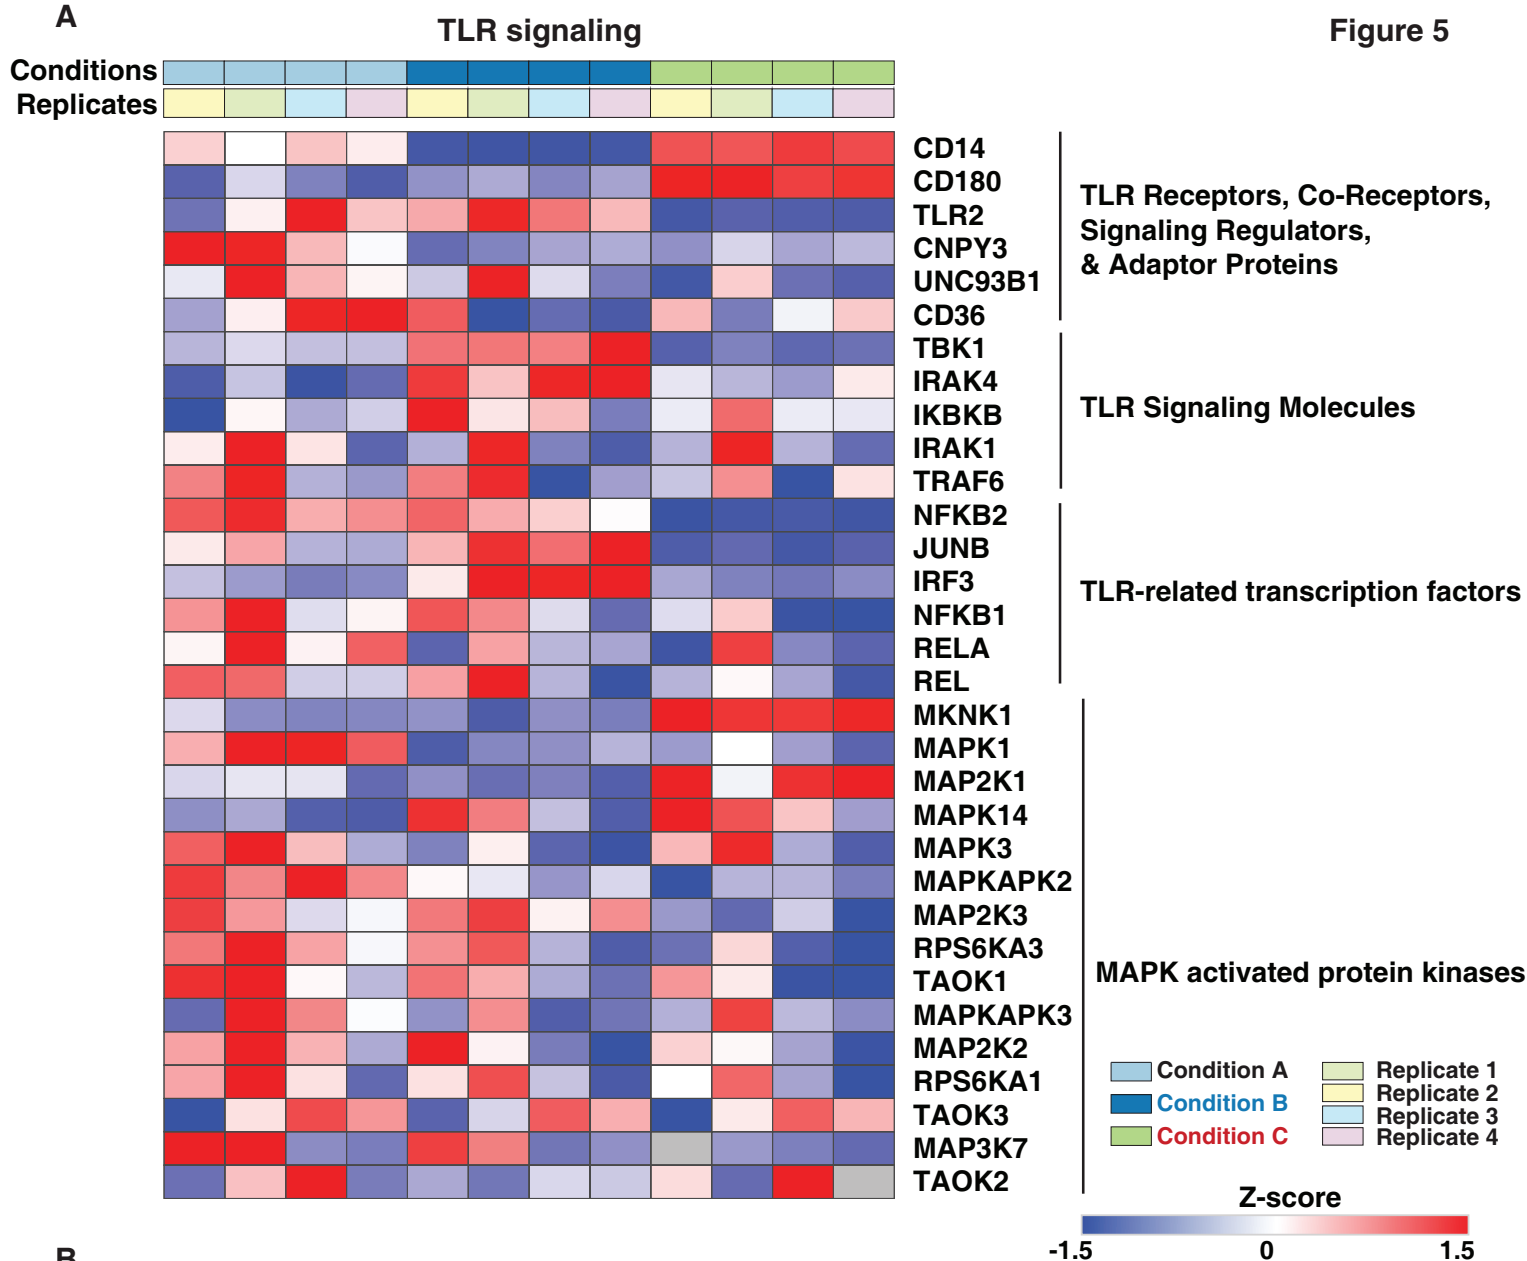 A
TLR signaling
Figure 5
Conditions
Replicates
CD14
CD180
TLR2
CNPY3
UNC93B1
CD36
TLR Receptors, Co-Receptors,
Signaling Regulators,
& Adaptor Proteins
TBK1
IRAK4
IKBKB
IRAK1
TRAF6
TLR Signaling Molecules
NFKB2
JUNB
IRF3
NFKB1
RELA
REL
TLR-related transcription factors
MKNK1
MAPK1
MAP2K1
MAPK14
MAPK3
MAPKAPK2
MAP2K3
RPS6KA3
TAOK1
MAPKAPK3
MAP2K2
RPS6KA1
TAOK3
MAP3K7
TAOK2
MAPK activated protein kinases
Condition A
Condition B
Condition C
Replicate 1
Replicate 2
Replicate 3
Replicate 4
Z-score
-1.5 0 1.5
B